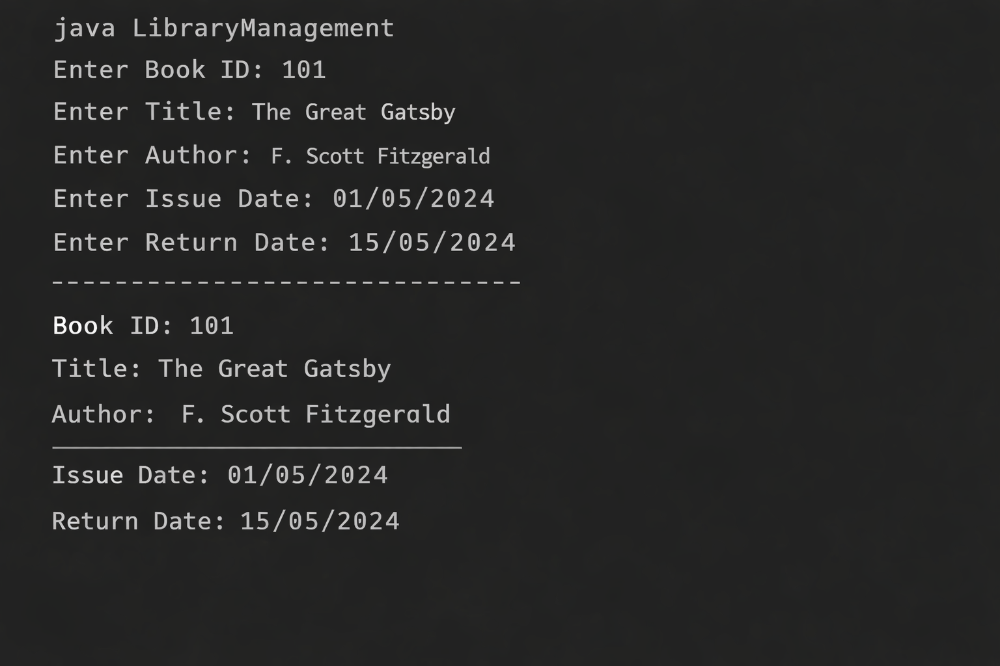 java LibraryManagement
Enter Book ID: 101
Enter Title: The Great Gatsby
Enter Author: F. Scott Fitzgerald
Enter Issue Date: 01/05/2024
Enter Return Date: 15/05/2024
-----------------------------
Book ID: 101
Title: The Great Gatsby
Author: F. Scott Fitzgerald
Issue Date: 01/05/2024
Return Date: 15/05/2024